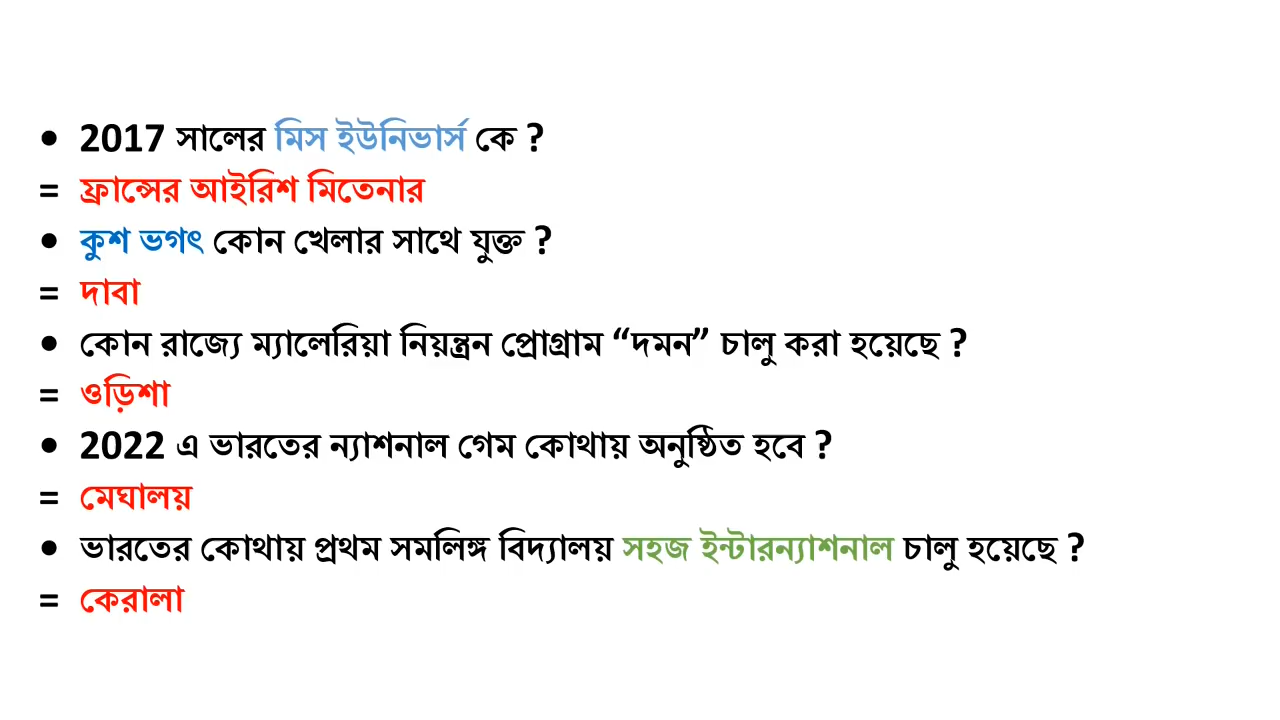 • 2017 সালের মিস ইউনিভার্স কে ?
= ফ্রান্সের আইরিশ মিতেনার
• কুশ ভগৎ কোন খেলার সাথে যুক্ত ?
= দাবা
• কোন রাজ্যে ম্যালেরিয়া নিয়ন্ত্রন প্রোগ্রাম “দমন” চালু করা হয়েছে ?
= ওড়িশা
• 2022 এ ভারতের ন্যাশনাল গেম কোথায় অনুষ্ঠিত হবে ?
= মেঘালয়
• ভারতের কোথায় প্রথম সমলিঙ্গ বিদ্যালয় সহজ ইন্টারন্যাশনাল চালু হয়েছে ?
= কেরালা